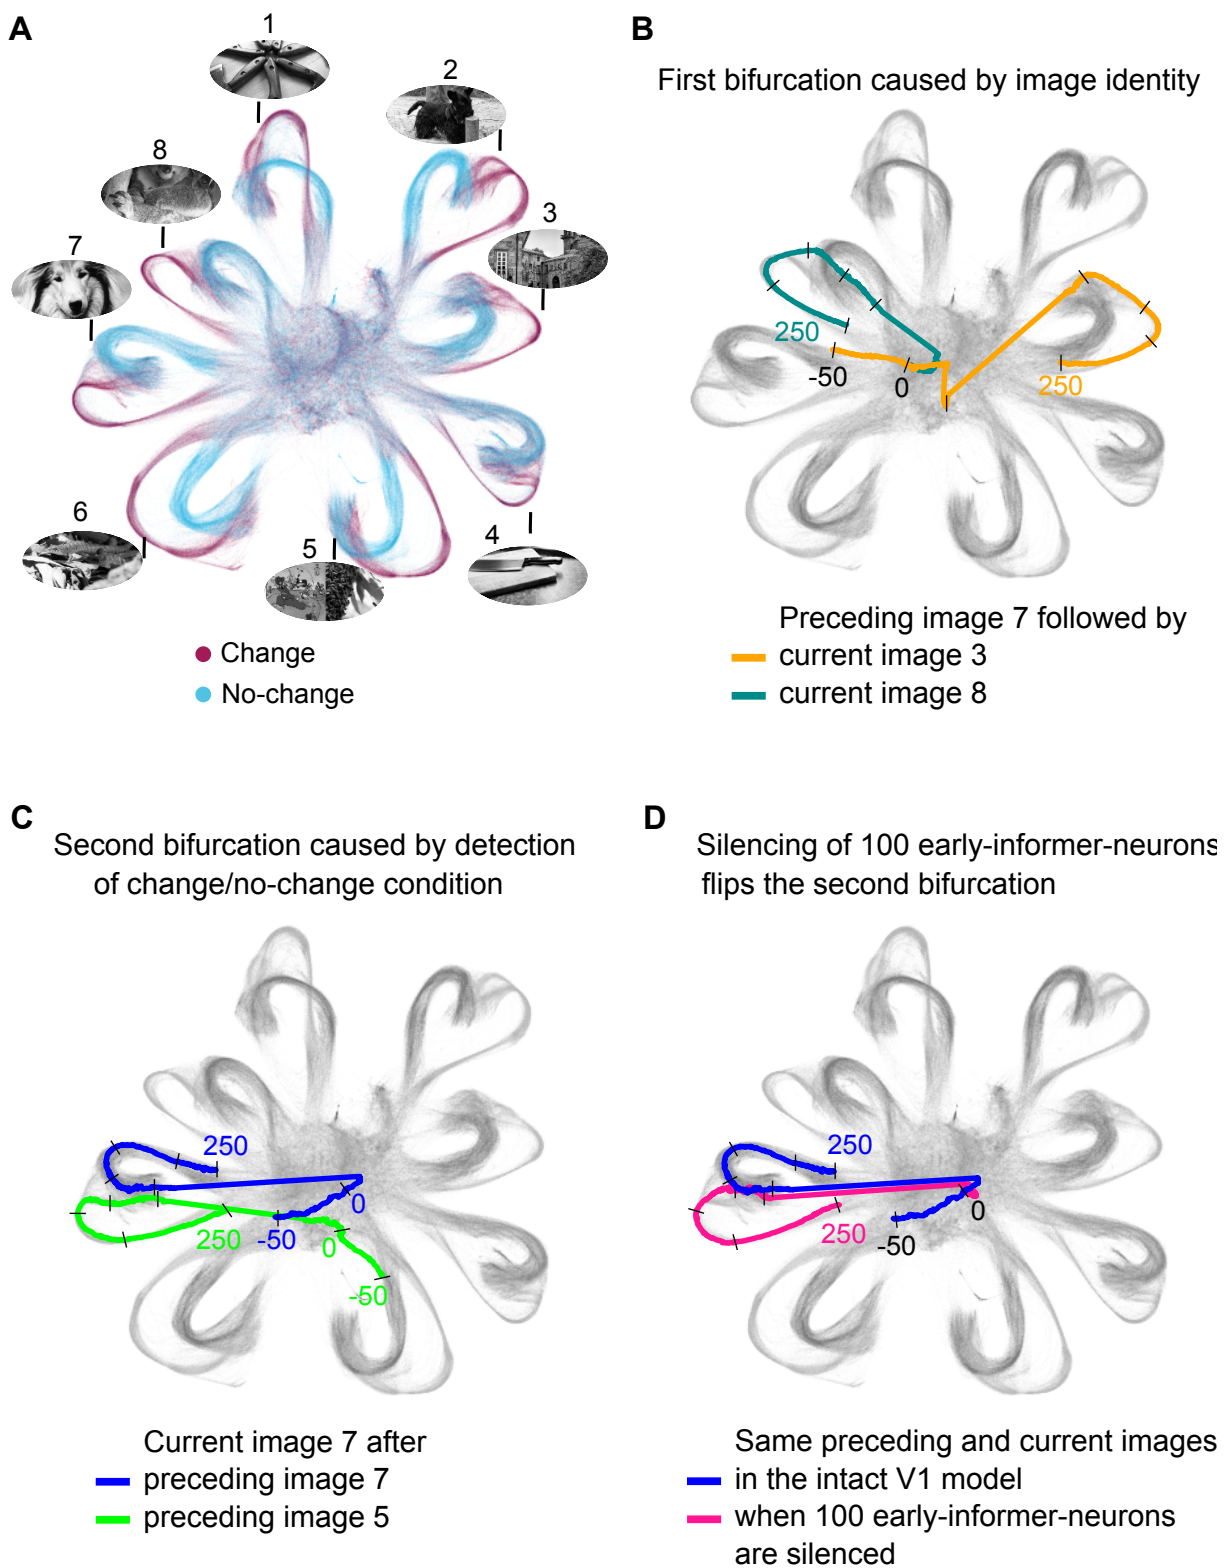 A
1
2
3
4
5
6
7
8
Change
No-change
B
First bifurcation caused by image identity
250
-50
0
250
Preceding image 7 followed by
current image 3
current image 8
C
Second bifurcation caused by detection
of change/no-change condition
250
0
250
-50
0
-50
Current image 7 after
preceding image 7
preceding image 5
D
Silencing of 100 early-informer-neurons
flips the second bifurcation
250
0
250
-50
Same preceding and current images
in the intact V1 model
when 100 early-informer-neurons
are silenced